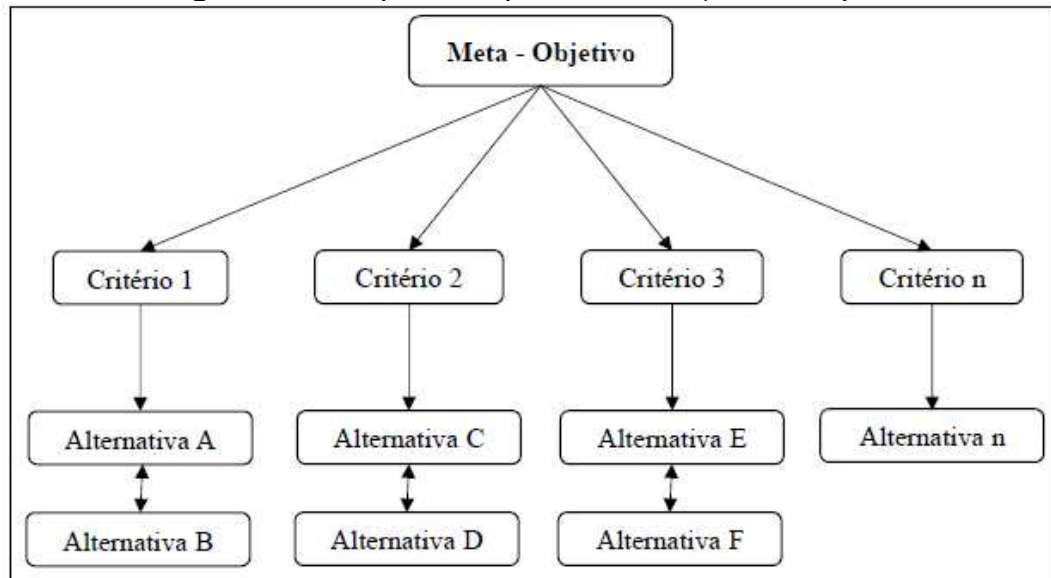 Meta - Objetivo
Critério 1
Critério 2
Critério 3
Critério n
Alternativa A
Alternativa C
Alternativa E
Alternativa n
Alternativa B
Alternativa D
Alternativa F